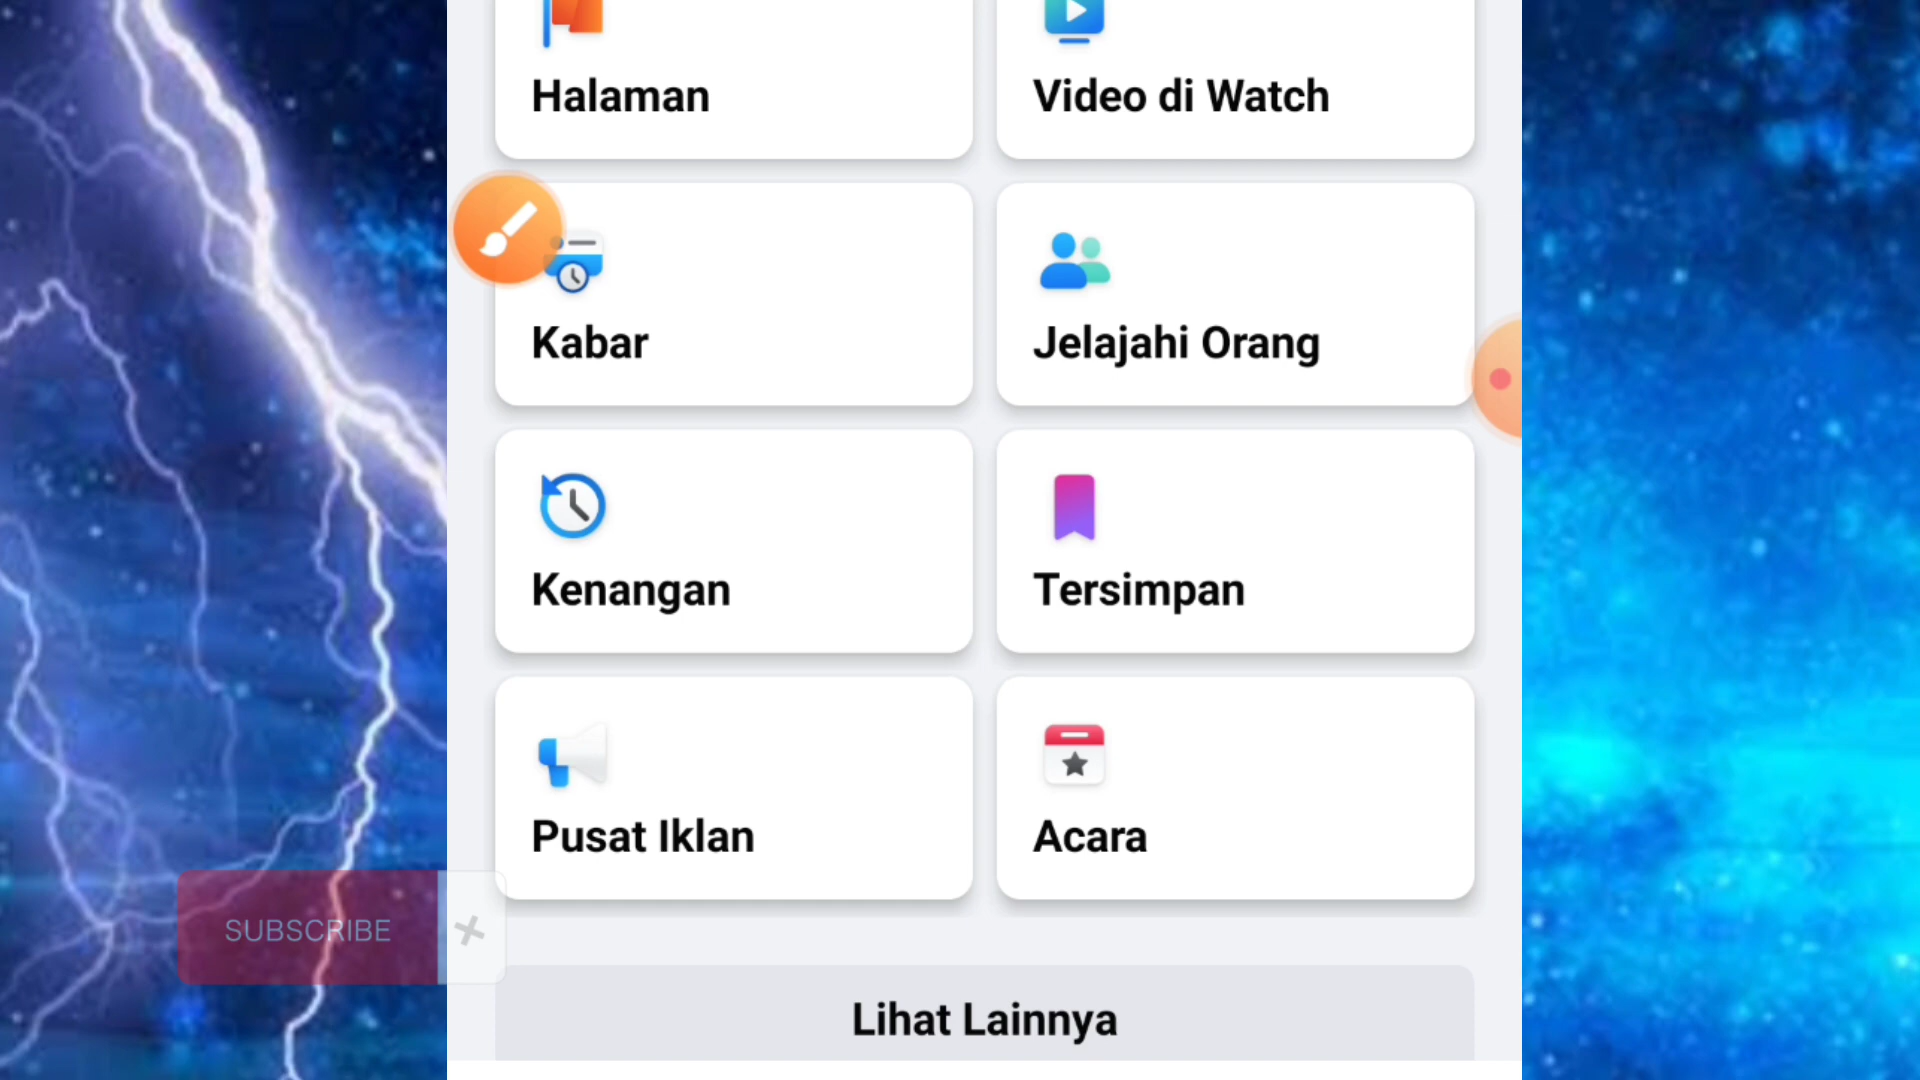 Halaman
Video di Watch
Kabar
Jelajahi Orang
Kenangan
Tersimpan
Pusat Iklan
Acara
SUBSCRIBE
Lihat Lainnya